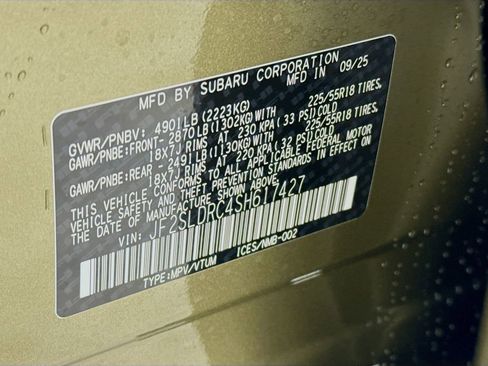 MFD BY SUBARU CORPORATION
MFD IN 09/25
GVWR/PNBV: 4901LB (2223KG)
GAWR/PNBE:FRONT- 2870LB(1302KG)WITH 225/55R18 TIRES,
18X7J RIMS AT 230 KPA (33 PSI)COLD
GAWR/PNBE:REAR - 2491LB(1130KG)WITH 225/55R18 TIRES,
18X7J RIMS AT 220 KPA (32 PSI)COLD
THIS VEHICLE CONFORMS TO ALL APPLICABLE FEDERAL MOTOR
VEHICLE SAFETY AND THEFT PREVENTION STANDARDS IN EFFECT
ON THE DATE OF MANUFACTURE SHOWN ABOVE.
VIN: JF2SLDRC4SH617427
TYPE:MPV/VTUM ICES/NMB-002